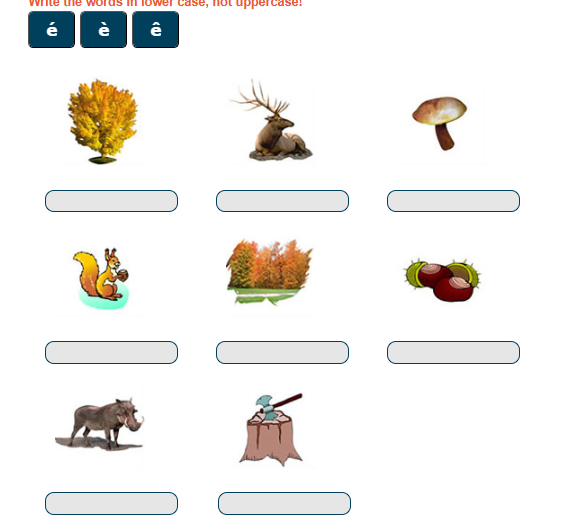 Write the words in lower case, not uppercase!
é è ê